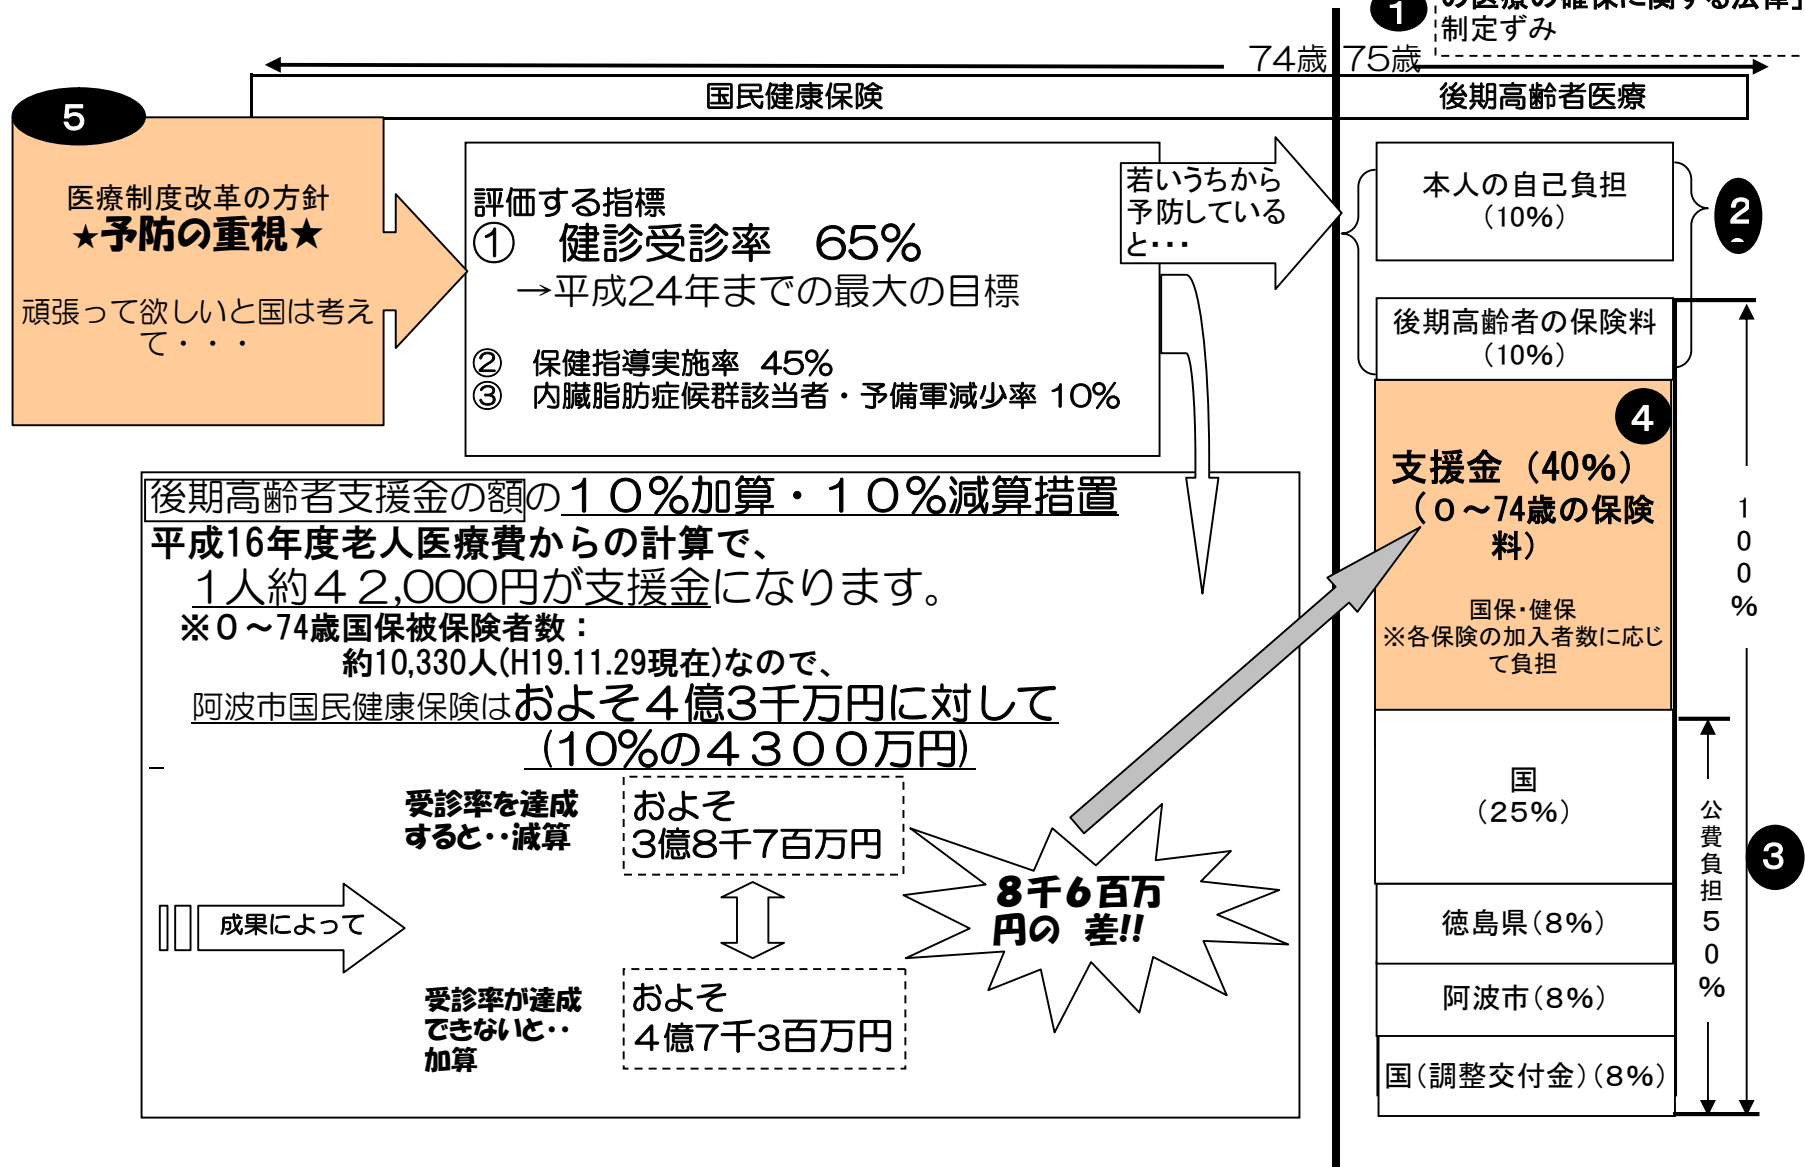 1
の医療の確保に関する法律」
制定ずみ
74歳 75歳
国民健康保険
後期高齢者医療
5
医療制度改革の方針
★予防の重視★
頑張って欲しいと国は考え
て・・・
評価する指標
① 健診受診率 65%
→平成24年までの最大の目標
② 保健指導実施率 45%
③ 内臓脂肪症候群該当者・予備軍減少率 10%
若いうちから
予防している
と・・・
本人の自己負担
(10%)
2
後期高齢者の保険料
(10%)
4
支援金（40%）
（０～74歳の保険
料）
国保・健保
※各保険の加入者数に応じ
て負担
100%
国
(25%)
徳島県(8%)
阿波市(8%)
国(調整交付金)(8%)
公費負担50%
3
後期高齢者支援金の額の１０%加算・１０%減算措置
平成16年度老人医療費からの計算で、
１人約４２,000円が支援金になります。
※０～74歳国保被保険者数：
約10,330人(H19.11.29現在)なので、
阿波市国民健康保険はおよそ４億３千万円に対して
(10%の４３００万円)
受診率を達成
すると・・減算
およそ
３億８千７百万円
8千6百万
円の 差!!
成果によって
受診率が達成
できないと・・
加算
およそ
４億７千３百万円